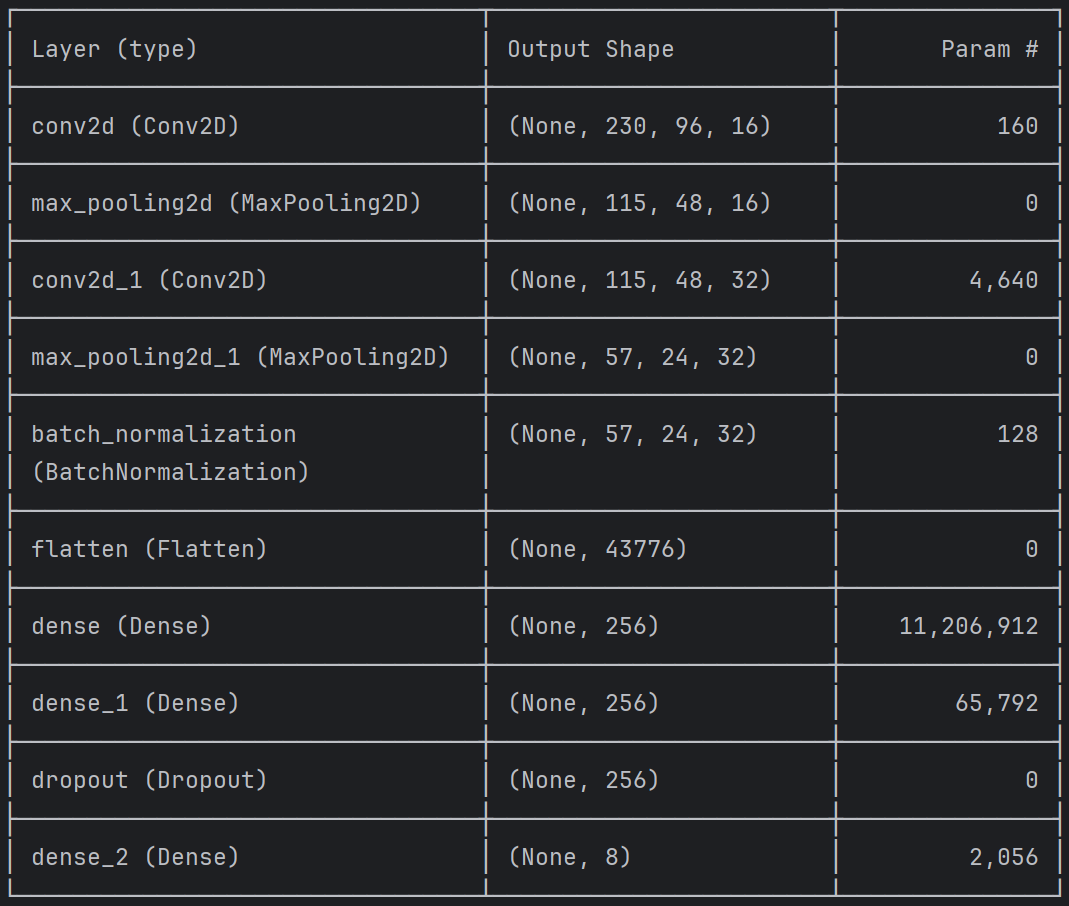 Layer (type) Output Shape Param #
conv2d (Conv2D) (None, 230, 96, 16) 160
max_pooling2d (MaxPooling2D) (None, 115, 48, 16) 0
conv2d_1 (Conv2D) (None, 115, 48, 32) 4,640
max_pooling2d_1 (MaxPooling2D) (None, 57, 24, 32) 0
batch_normalization (None, 57, 24, 32) 128
(BatchNormalization)
flatten (Flatten) (None, 43776) 0
dense (Dense) (None, 256) 11,206,912
dense_1 (Dense) (None, 256) 65,792
dropout (Dropout) (None, 256) 0
dense_2 (Dense) (None, 8) 2,056